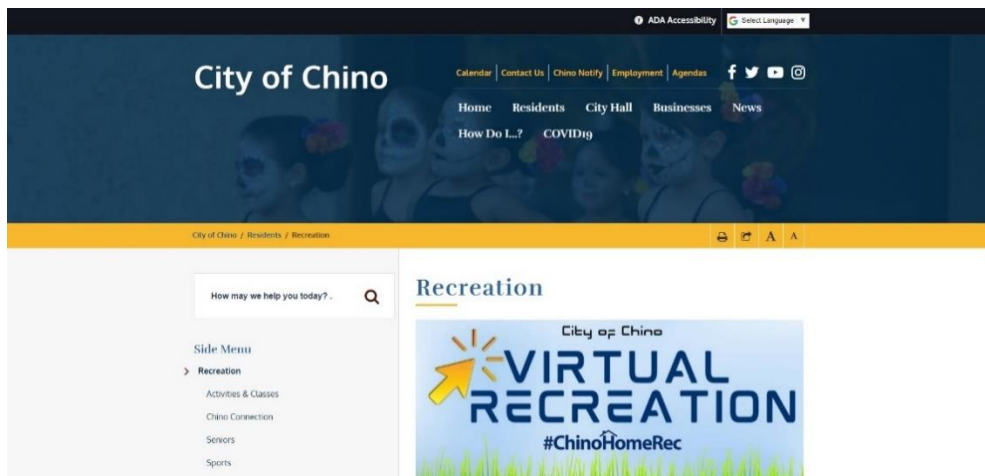 ADA Accessibility
Select Language
City of Chino
Calendar Contact Us Chino Notify Employment Agendas
Home Residents City Hall Businesses News
How Do I...? COVID19
City of Chino / Residents / Recreation
A A
How may we help you today? .
Recreation
Side Menu
Recreation
Activities & Classes
Chino Connection
Seniors
Sports
City of Chino
VIRTUAL
RECREATION
#ChinoHomeRec